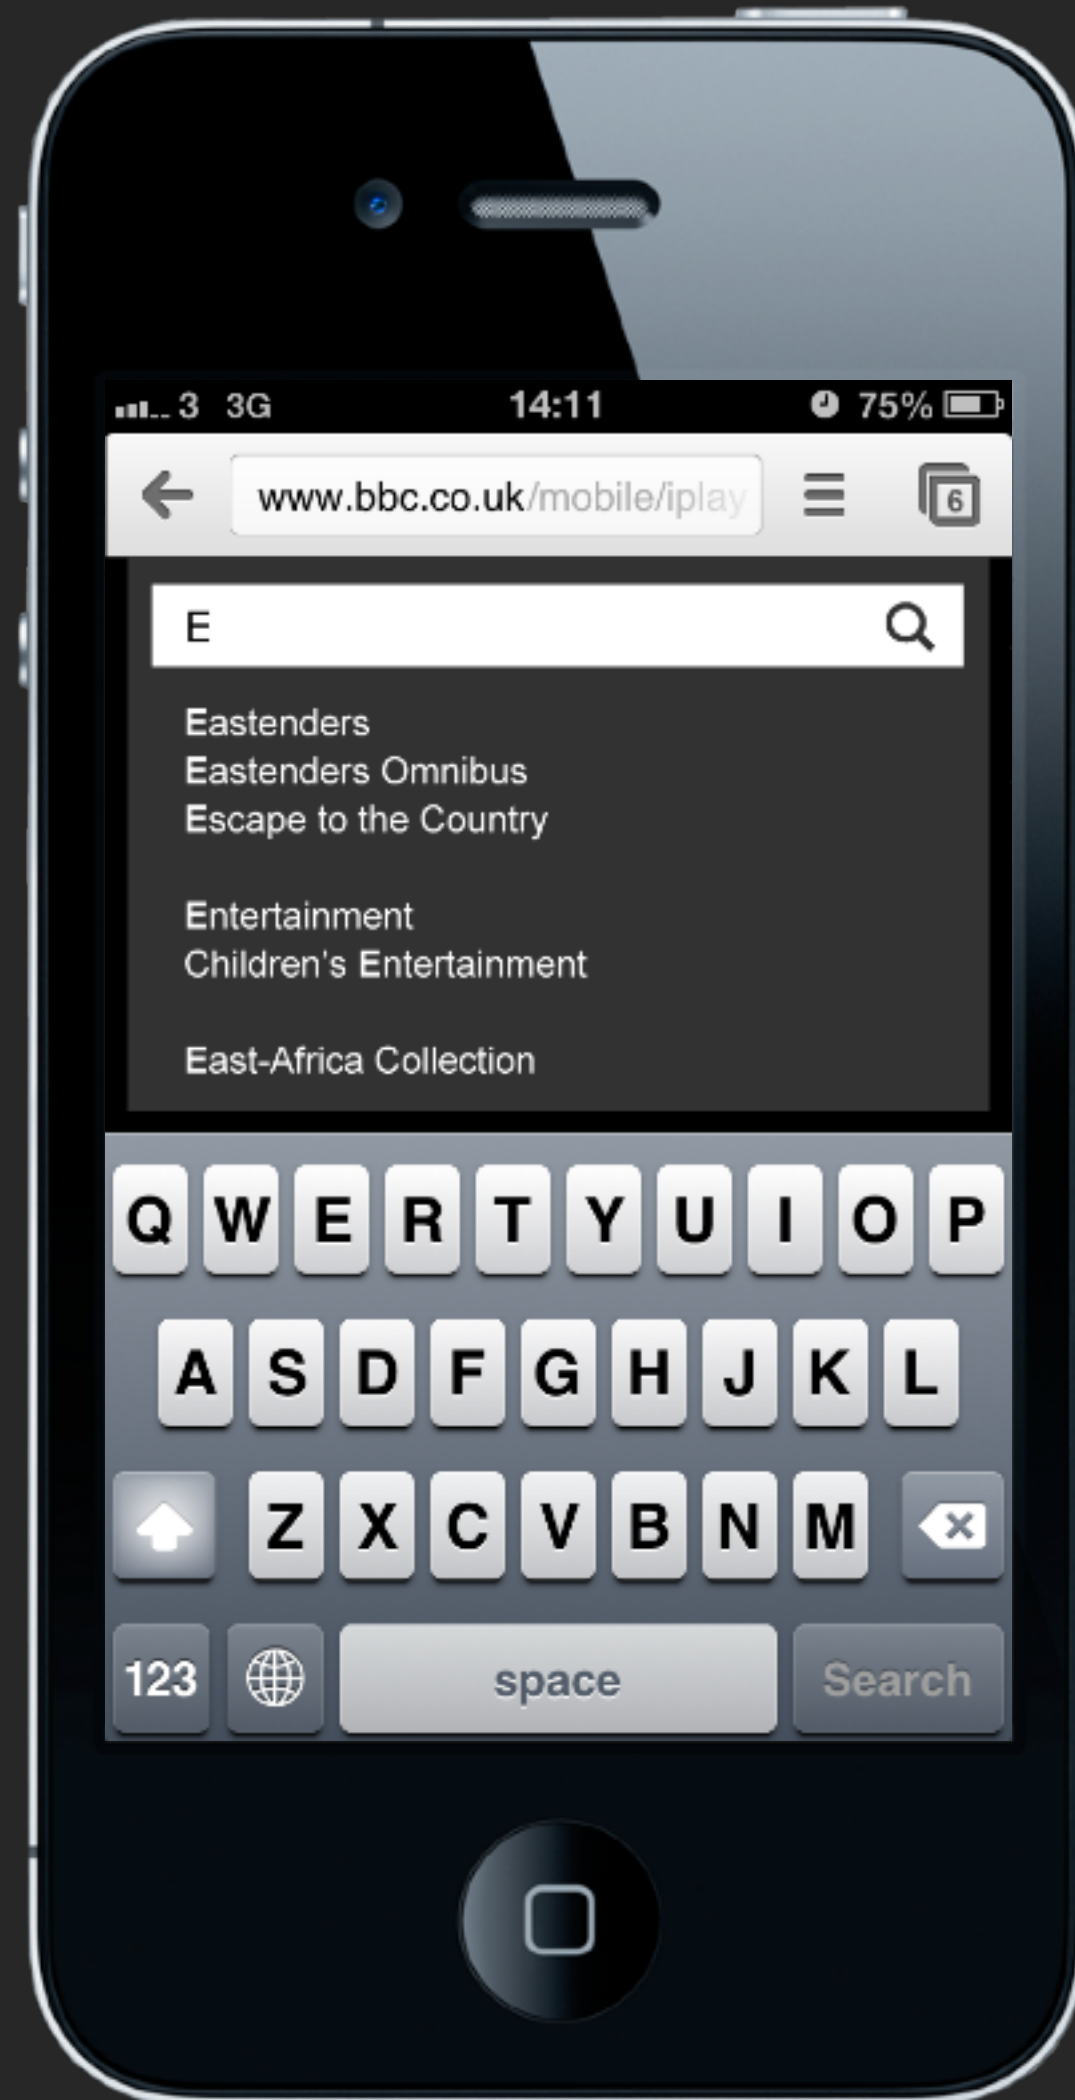 3 3G 14:11 75%
www.bbc.co.uk/mobile/iplay 6
E
Eastenders
Eastenders Omnibus
Escape to the Country
Entertainment
Children's Entertainment
East-Africa Collection
Q W E R T Y U I O P
A S D F G H J K L
Z X C V B N M
123 space Search